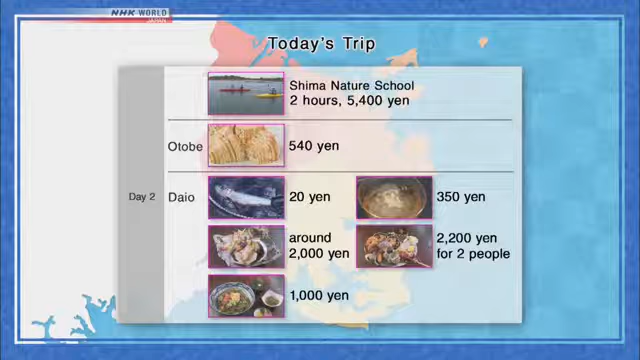 NHK WORLD
JAPAN
Today's Trip
Shima Nature School
2 hours, 5,400 yen
Otobe
540 yen
Day 2
Daio
20 yen
350 yen
around
2,000 yen
2,200 yen
for 2 people
1,000 yen